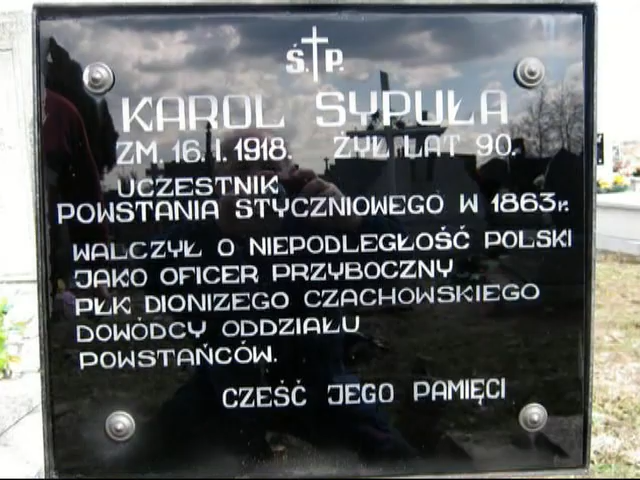 Ś. P.
KAROL SYPUŁA
ZM. 16. I. 1918. ŻYŁ LAT 90.
UCZESTNIK
POWSTANIA STYCZNIOWEGO W 1863r.
WALCZYŁ O NIEPODLEGŁOŚĆ POLSKI
JAKO OFICER PRZYBOCZNY
PŁK DIONIZEGO CZACHOWSKIEGO
DOWÓDCY ODDZIAŁU
POWSTAŃCÓW.
CZEŚĆ JEGO PAMIĘCI